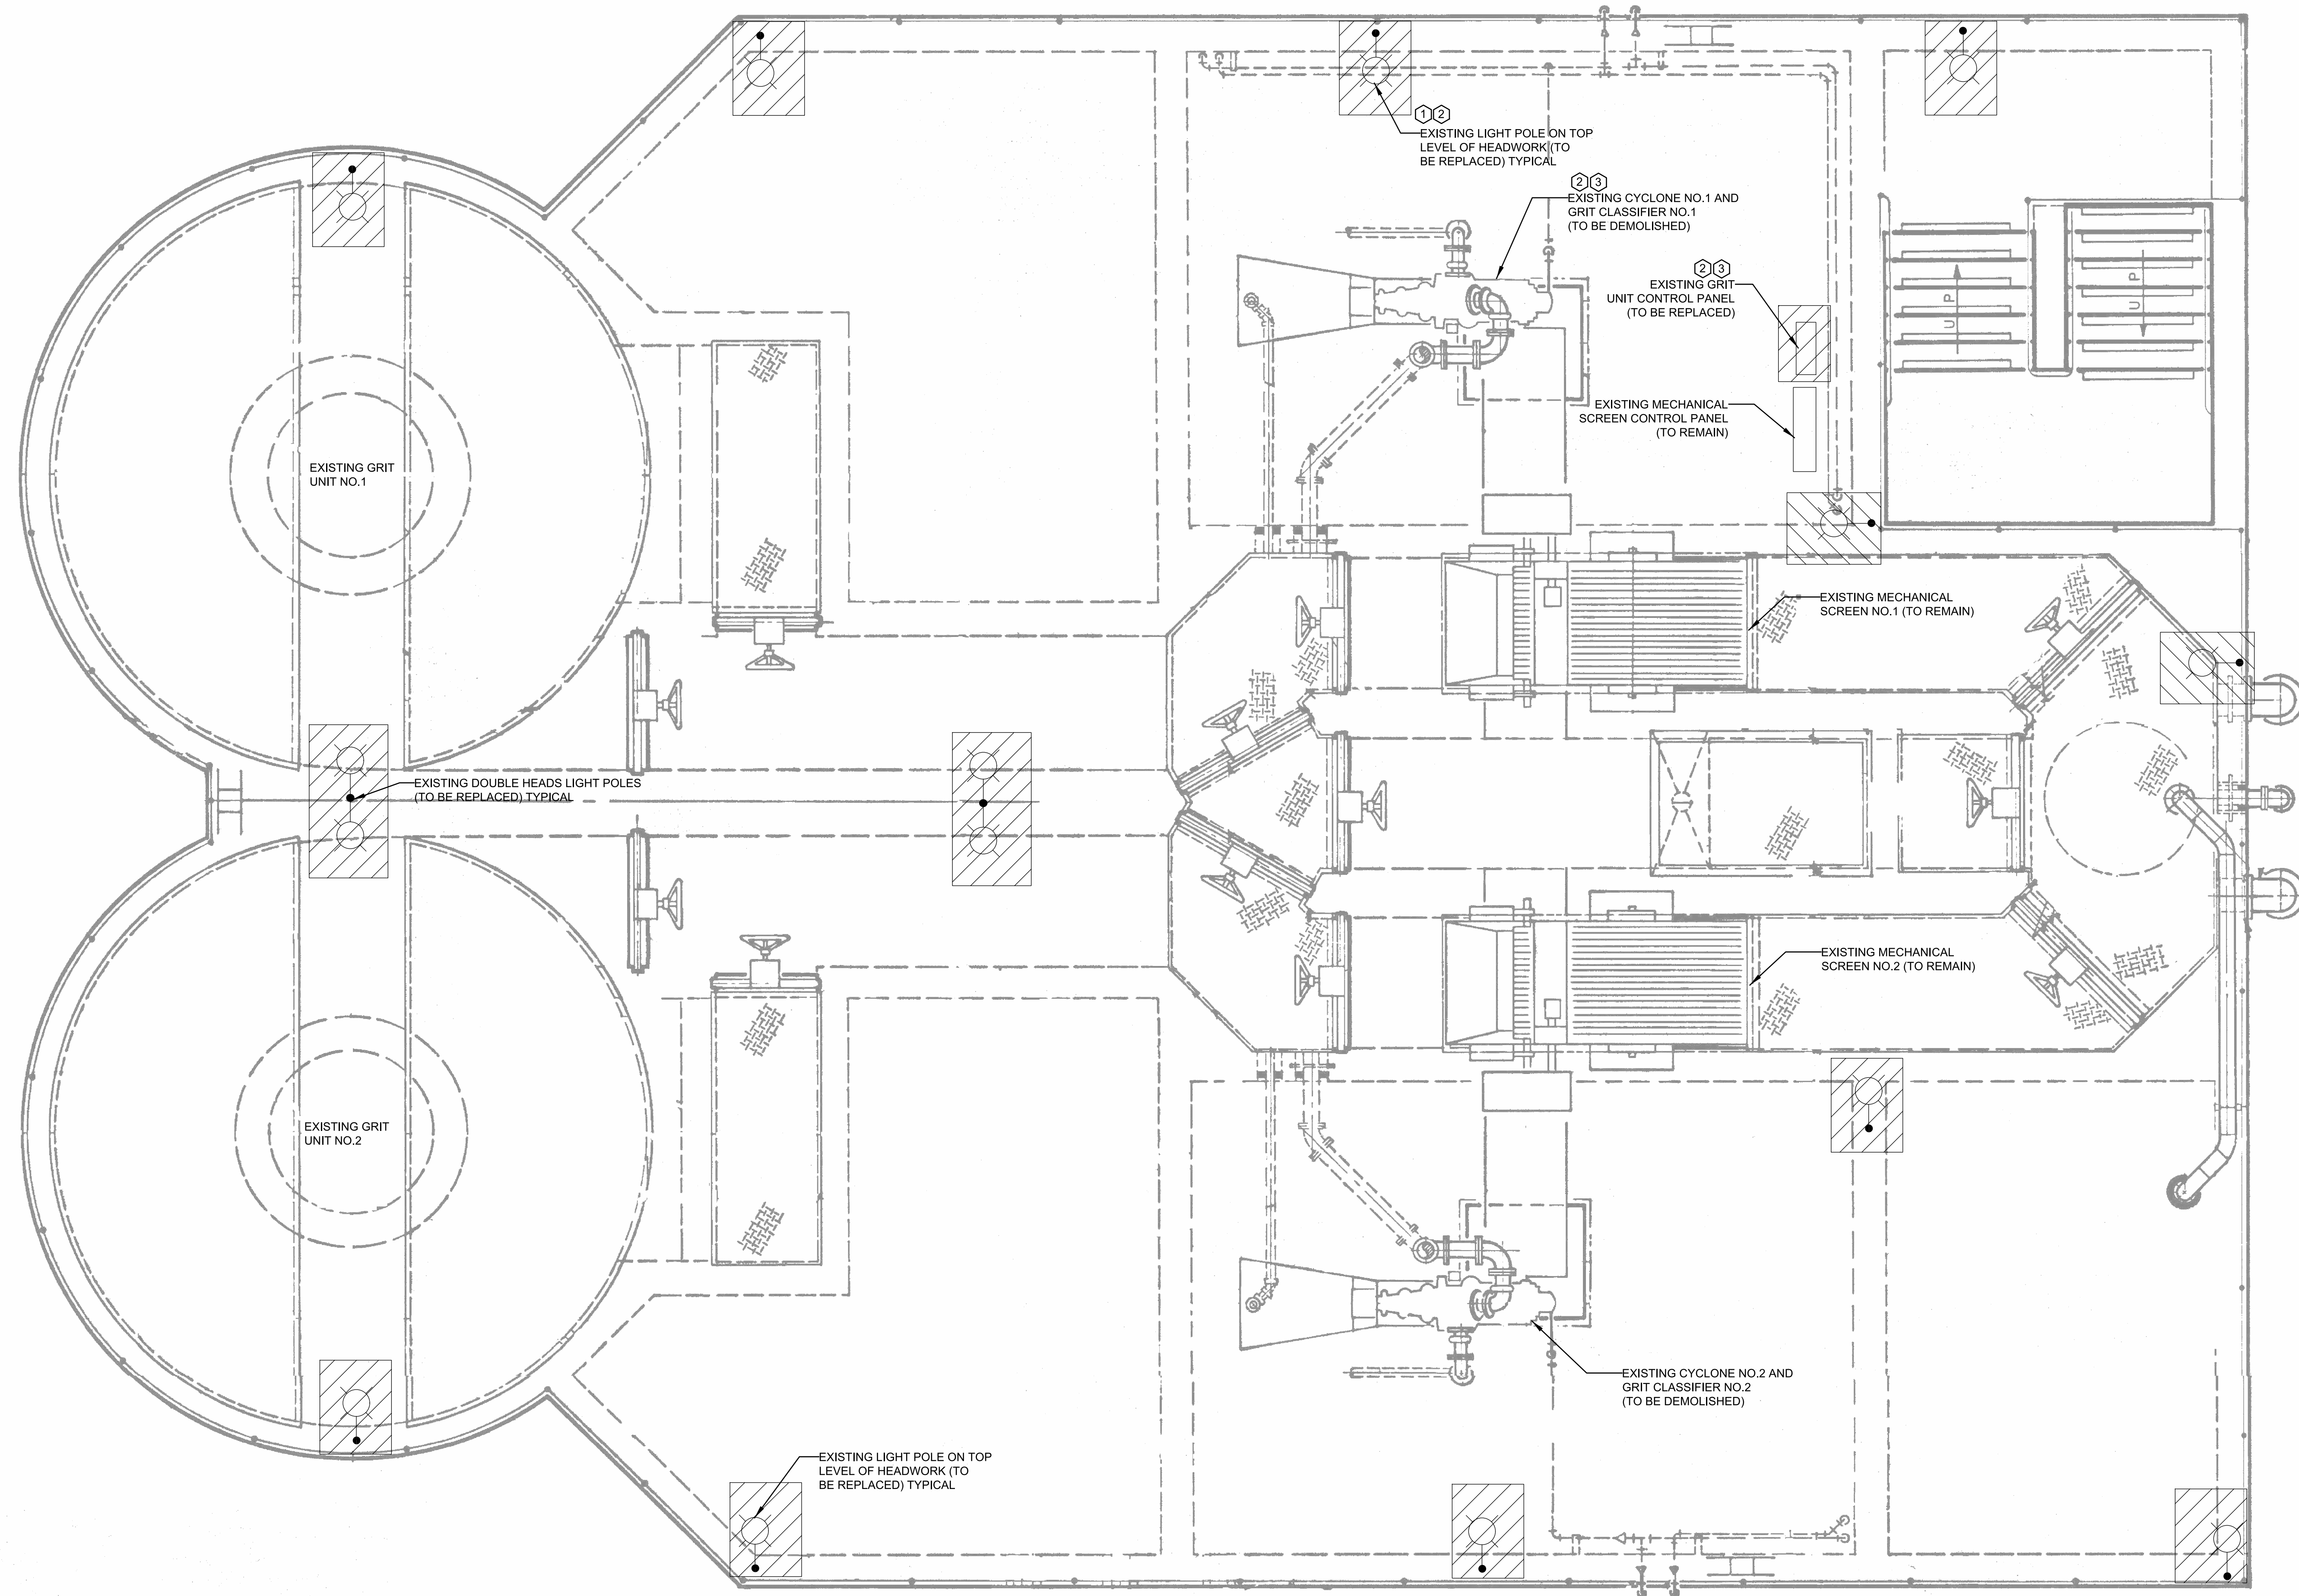 1 2
EXISTING LIGHT POLE ON TOP
LEVEL OF HEADWORK (TO
BE REPLACED) TYPICAL
2 3
EXISTING CYCLONE NO.1 AND
GRIT CLASSIFIER NO.1
(TO BE DEMOLISHED)
2 3
EXISTING GRIT
UNIT CONTROL PANEL
(TO BE REPLACED)
UP
UP
EXISTING MECHANICAL
SCREEN CONTROL PANEL
(TO REMAIN)
EXISTING GRIT
UNIT NO.1
EXISTING MECHANICAL
SCREEN NO.1 (TO REMAIN)
EXISTING DOUBLE HEADS LIGHT POLES
(TO BE REPLACED) TYPICAL
EXISTING MECHANICAL
SCREEN NO.2 (TO REMAIN)
EXISTING GRIT
UNIT NO.2
EXISTING CYCLONE NO.2 AND
GRIT CLASSIFIER NO.2
(TO BE DEMOLISHED)
EXISTING LIGHT POLE ON TOP
LEVEL OF HEADWORK (TO
BE REPLACED) TYPICAL